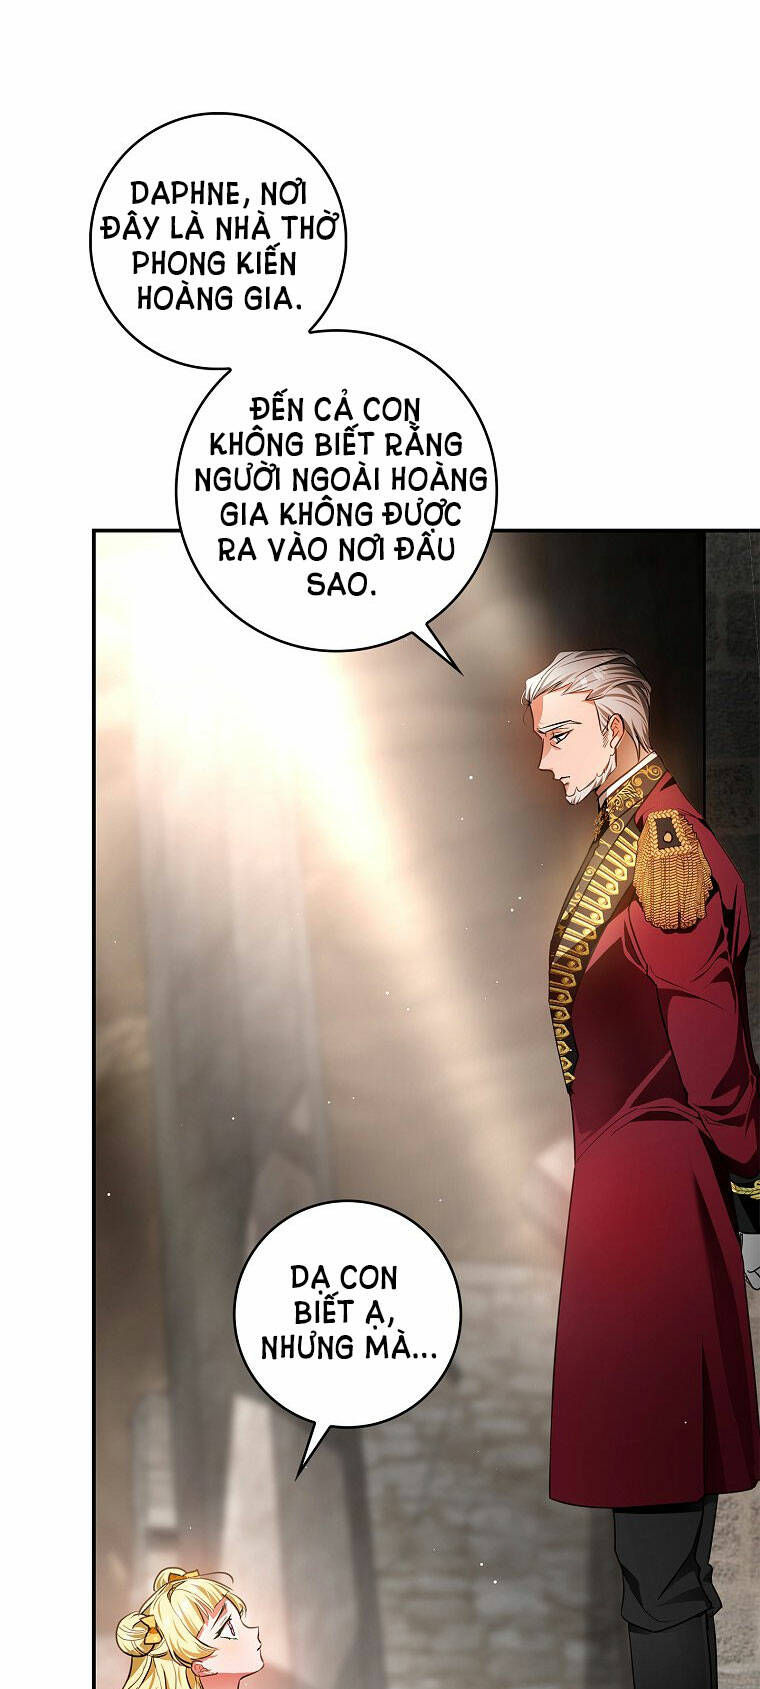 DAPHNE, NƠI
ĐÂY LÀ NHÀ THỜ
PHONG KIẾN
HOÀNG GIA.
ĐẾN CẢ CON
KHÔNG BIẾT RẰNG
NGƯỜI NGOÀI HOÀNG
GIA KHÔNG ĐƯỢC
RA VÀO NƠI ĐÂU
SAO.
DẠ CON
BIẾT Ạ,
NHƯNG MÀ...